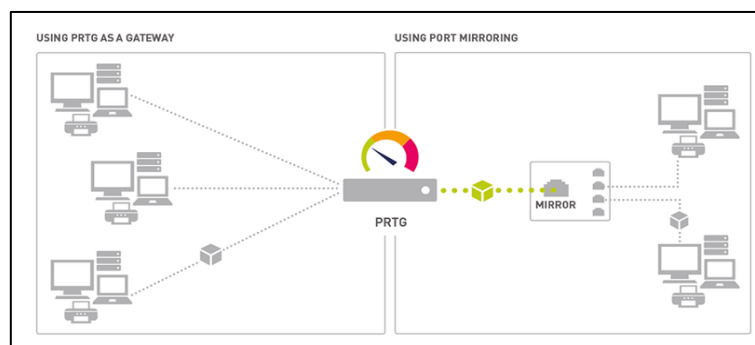 USING PRTG AS A GATEWAY
USING PORT MIRRORING
PRTG
MIRROR